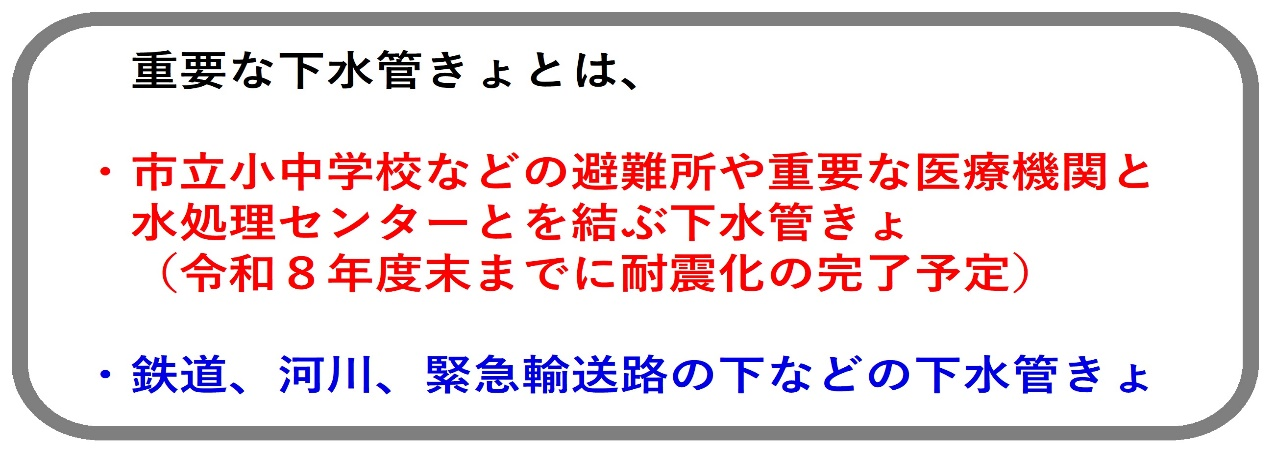 重要な下水管きょとは、
・市立小中学校などの避難所や重要な医療機関と
水処理センターとを結ぶ下水管きょ
（令和８年度末までに耐震化の完了予定）
・鉄道、河川、緊急輸送路の下などの下水管きょ